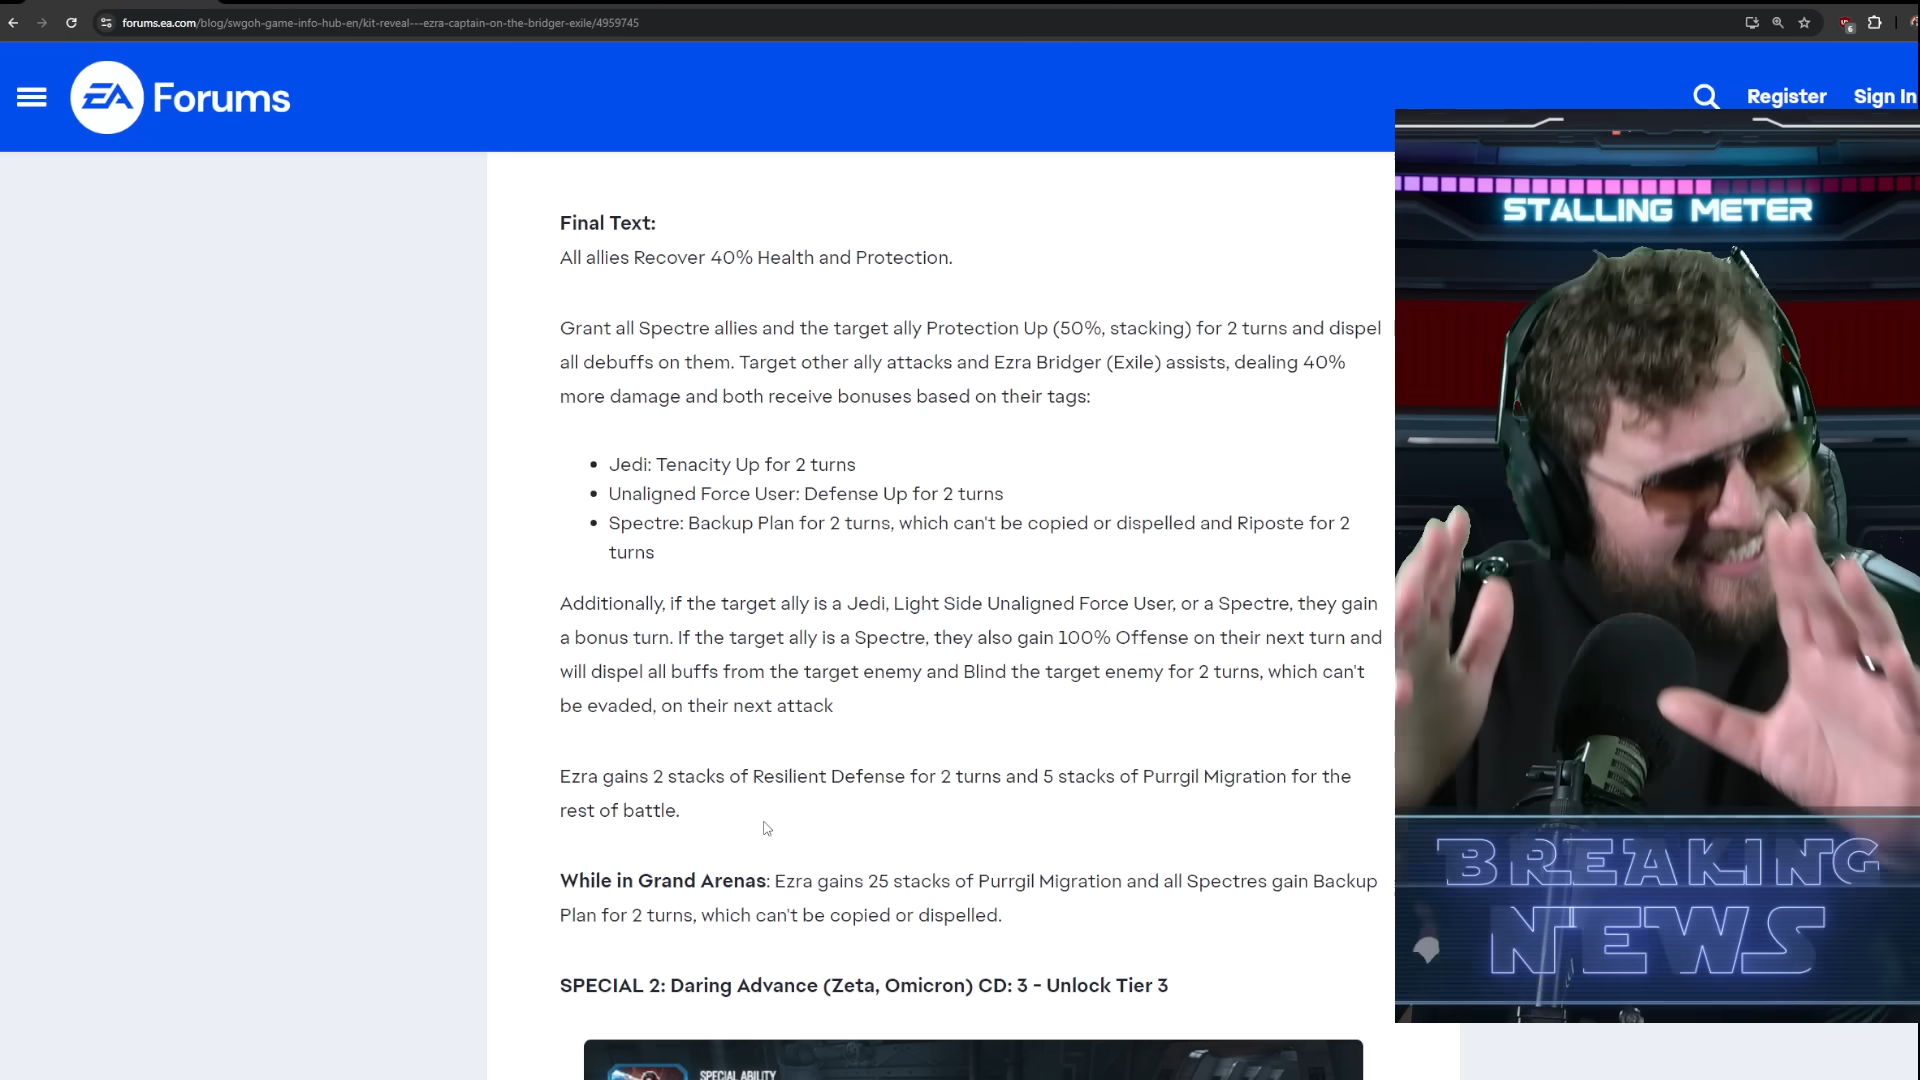 forums.ea.com/blog/swgoh-game-info-hub-en/kit-reveal---ezra-captain-on-the-bridger-exile/4959745
6
EA Forums
Register
Sign In
STALLING METER
Final Text:
All allies Recover 40% Health and Protection.
Grant all Spectre allies and the target ally Protection Up (50%, stacking) for 2 turns and dispel
all debuffs on them. Target other ally attacks and Ezra Bridger (Exile) assists, dealing 40%
more damage and both receive bonuses based on their tags:
• Jedi: Tenacity Up for 2 turns
• Unaligned Force User: Defense Up for 2 turns
• Spectre: Backup Plan for 2 turns, which can't be copied or dispelled and Riposte for 2
turns
Additionally, if the target ally is a Jedi, Light Side Unaligned Force User, or a Spectre, they gain
a bonus turn. If the target ally is a Spectre, they also gain 100% Offense on their next turn and
will dispel all buffs from the target enemy and Blind the target enemy for 2 turns, which can't
be evaded, on their next attack
Ezra gains 2 stacks of Resilient Defense for 2 turns and 5 stacks of Purrgil Migration for the
rest of battle.
While in Grand Arenas: Ezra gains 25 stacks of Purrgil Migration and all Spectres gain Backup
Plan for 2 turns, which can't be copied or dispelled.
SPECIAL 2: Daring Advance (Zeta, Omicron) CD: 3 - Unlock Tier 3
SPECIAL ABILITY
BREAKING
NEWS